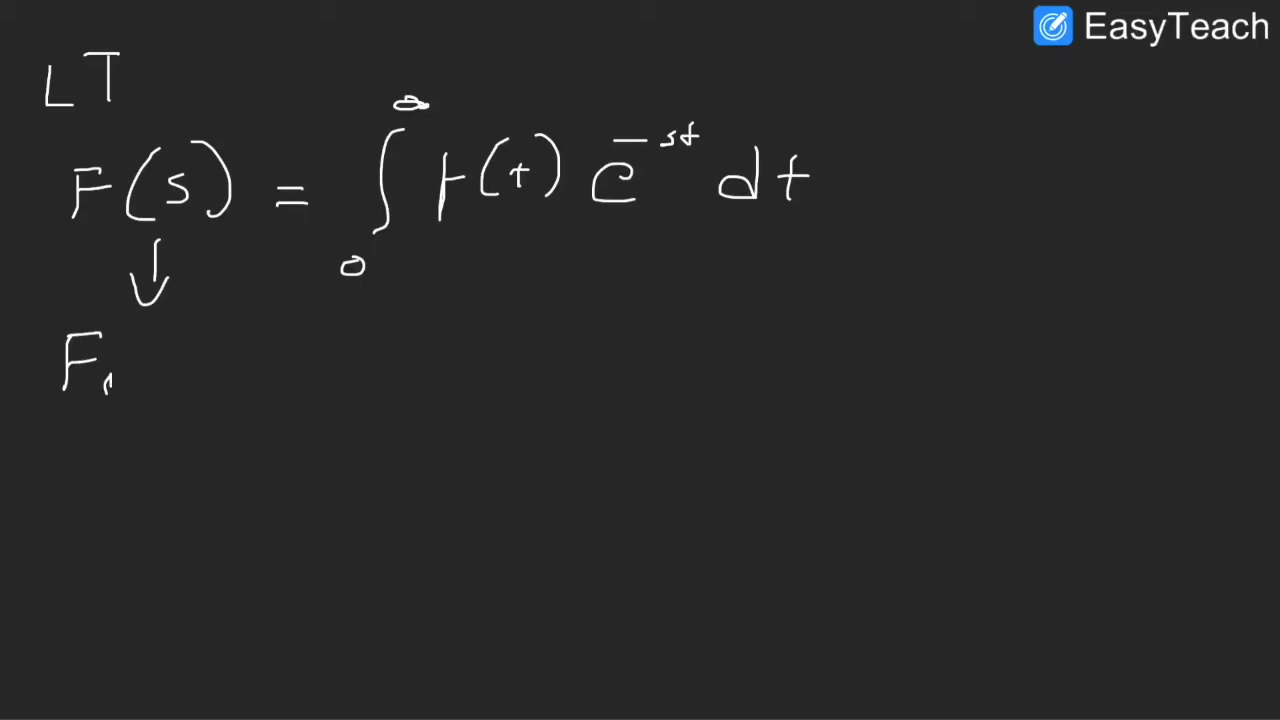 EasyTeach
LT
F(s) = ∫₀^∞ f(t) e^-st dt
↓
F